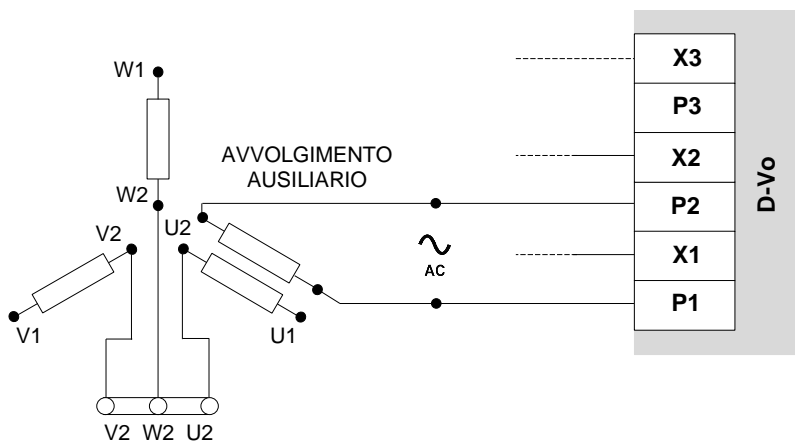 W1
X3
P3
AVVOLGIMENTO
AUSILIARIO
X2
W2
P2
D-Vo
V2
U2
AC
X1
P1
V1
U1
V2 W2 U2